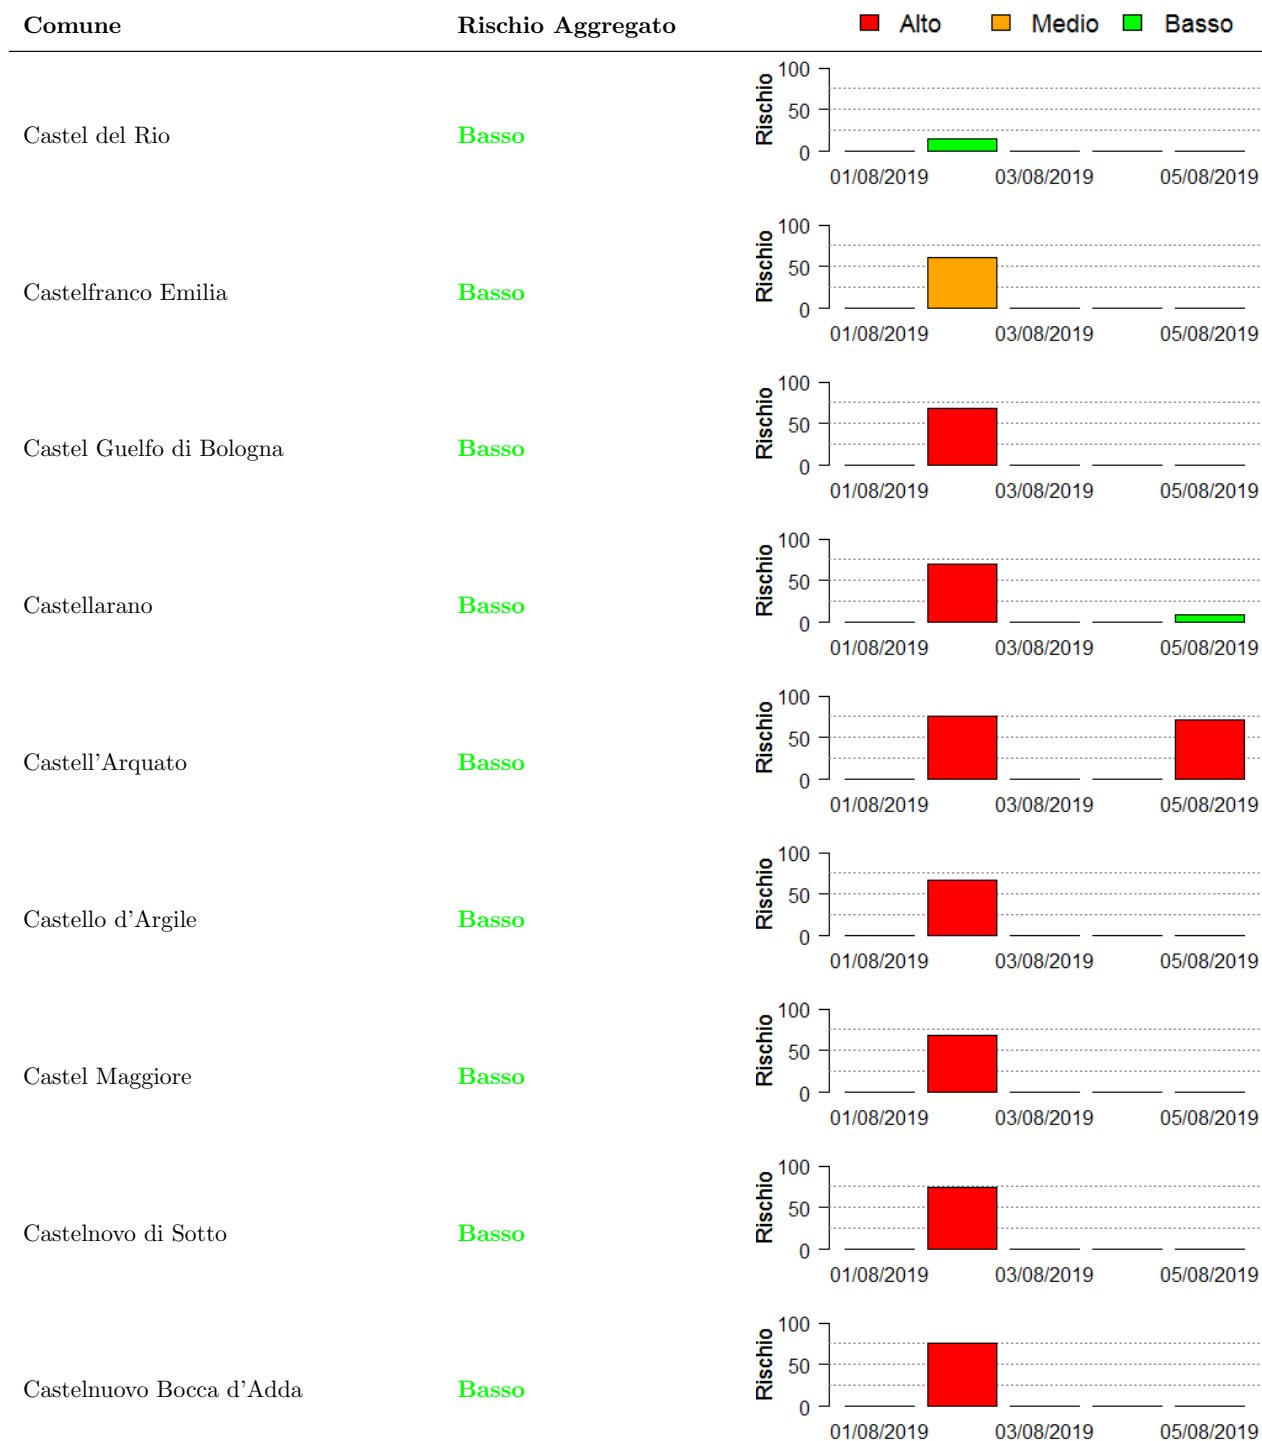 Comune Rischio Aggregato Alto Medio Basso
100
50
0
Rischio
Castel del Rio Basso
01/08/2019 03/08/2019 05/08/2019
100
50
0
Rischio
Castelfranco Emilia Basso
01/08/2019 03/08/2019 05/08/2019
100
50
0
Rischio
Castel Guelfo di Bologna Basso
01/08/2019 03/08/2019 05/08/2019
100
50
0
Rischio
Castellarano Basso
01/08/2019 03/08/2019 05/08/2019
100
50
0
Rischio
Castell'Arquato Basso
01/08/2019 03/08/2019 05/08/2019
100
50
0
Rischio
Castello d'Argile Basso
01/08/2019 03/08/2019 05/08/2019
100
50
0
Rischio
Castel Maggiore Basso
01/08/2019 03/08/2019 05/08/2019
100
50
0
Rischio
Castelnovo di Sotto Basso
01/08/2019 03/08/2019 05/08/2019
100
50
0
Rischio
Castelnuovo Bocca d'Adda Basso
01/08/2019 03/08/2019 05/08/2019